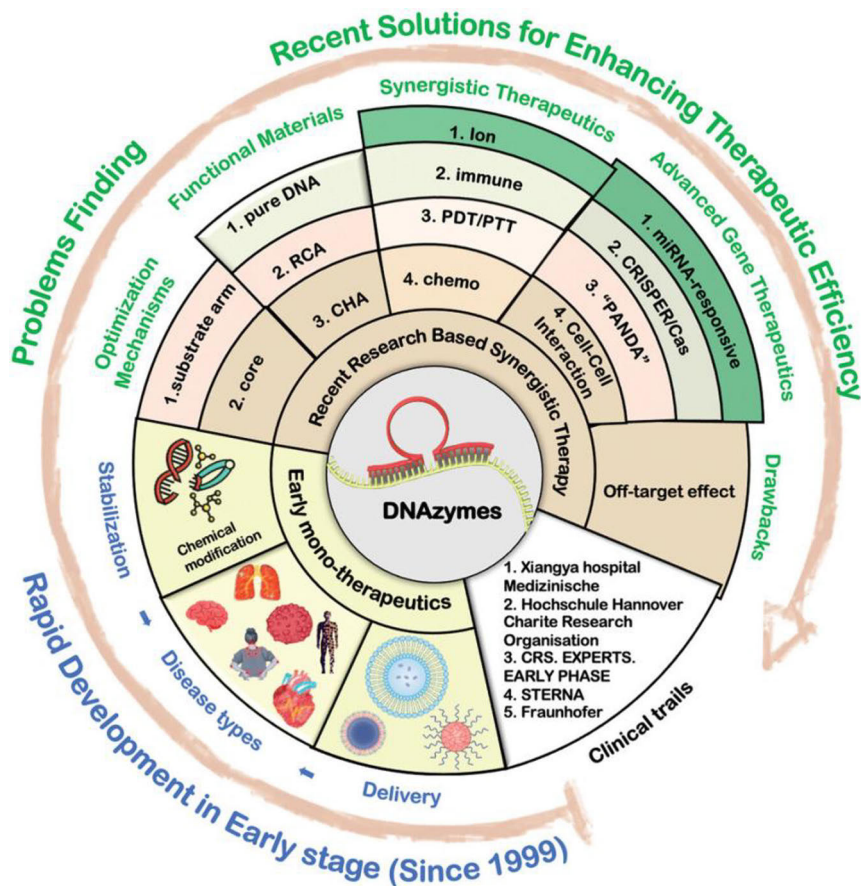 Recent Solutions for Enhancing Therapeutic Efficiency
Problems Finding
Rapid Development in Early stage (Since 1999)
Optimization
Mechanisms
Functional Materials
Synergistic Therapeutics
Advanced Gene Therapeutics
Drawbacks
Stabilization
Disease types
Delivery
1.substrate arm
2. core
1. pure DNA
2. RCA
3. CHA
1. Ion
2. immune
3. PDT/PTT
4. chemo
1. miRNA-responsive
2. CRISPER/Cas
3. “PANDA”
4. Cell-Cell
Interaction
Off-target effect
Recent Research Based Synergistic Therapy
Early mono-therapeutics
DNAzymes
Chemical
modification
1. Xiangya hospital
Medizinische
2. Hochschule Hannover
Charite Research
Organisation
3. CRS. EXPERTS.
EARLY PHASE
4. STERNA
5. Fraunhofer
Clinical trails